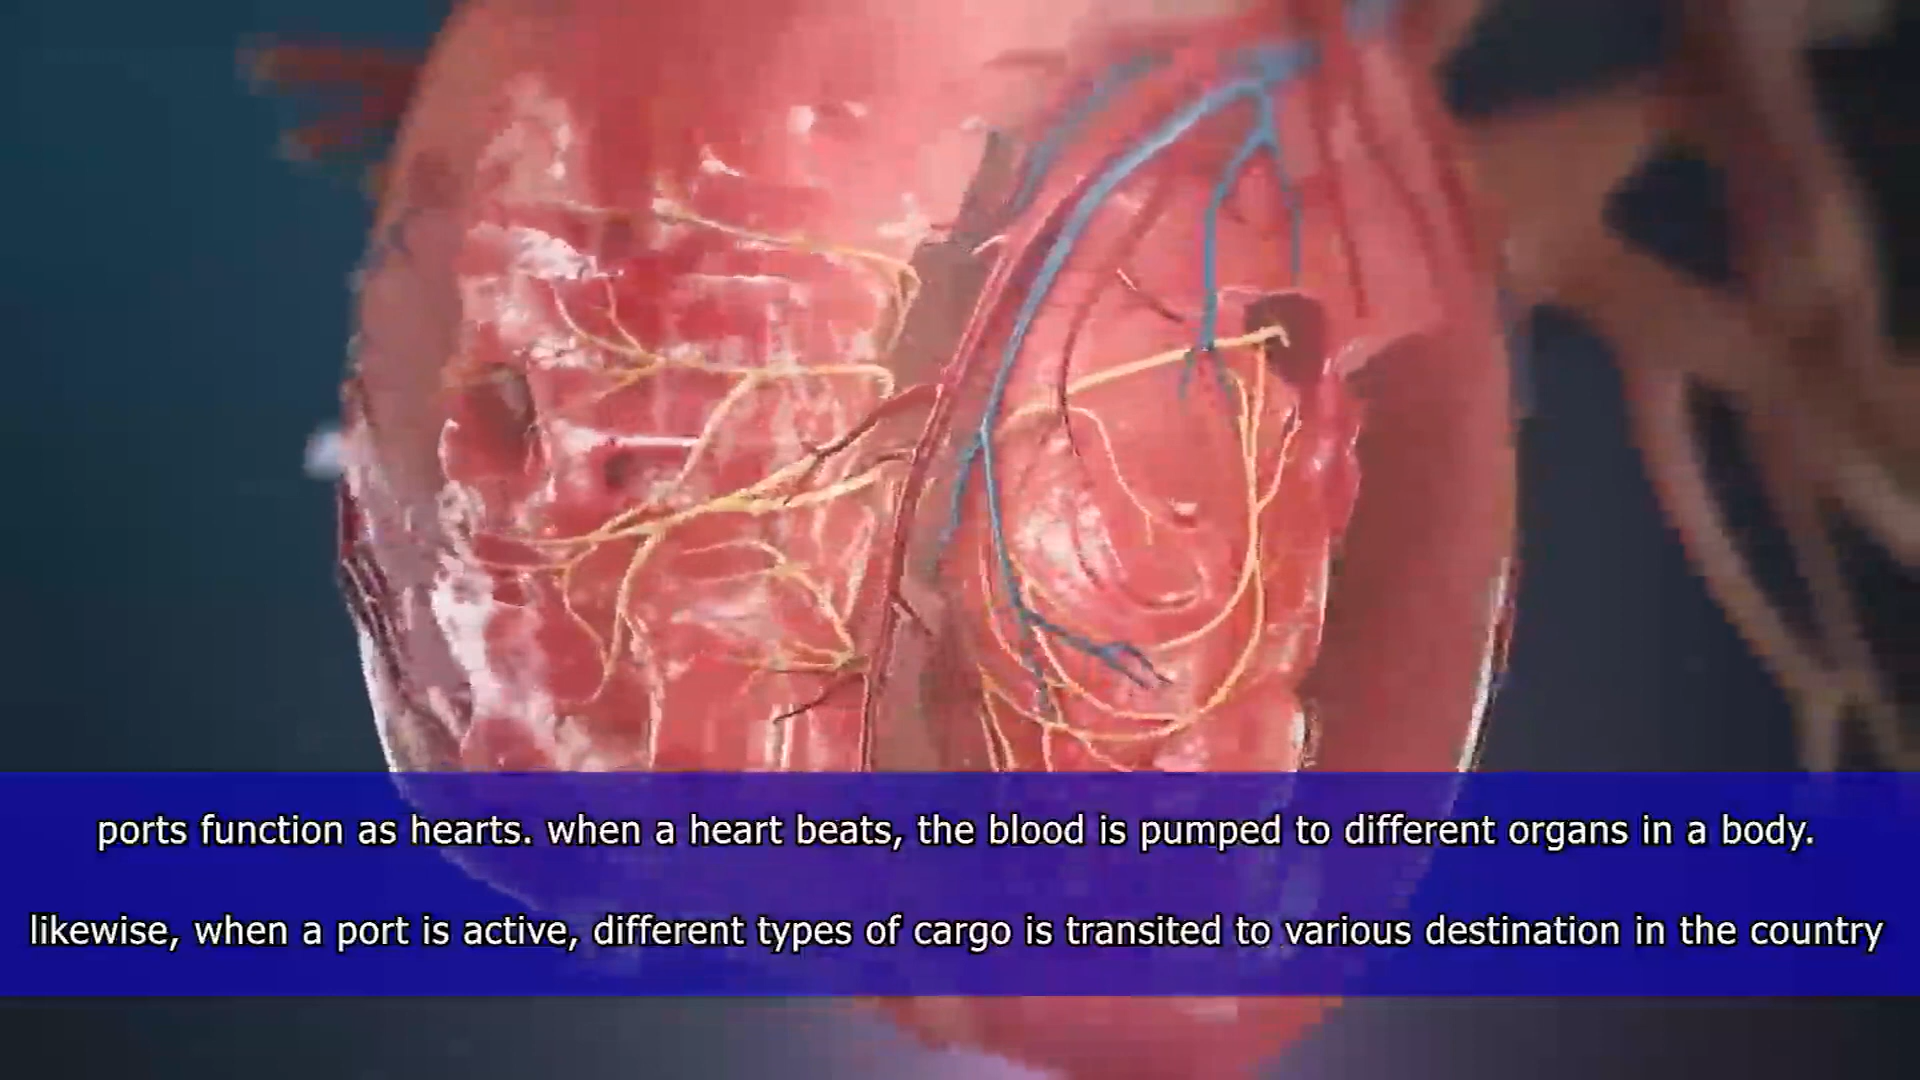 ports function as hearts. when a heart beats, the blood is pumped to different organs in a body.
likewise, when a port is active, different types of cargo is transited to various destination in the country